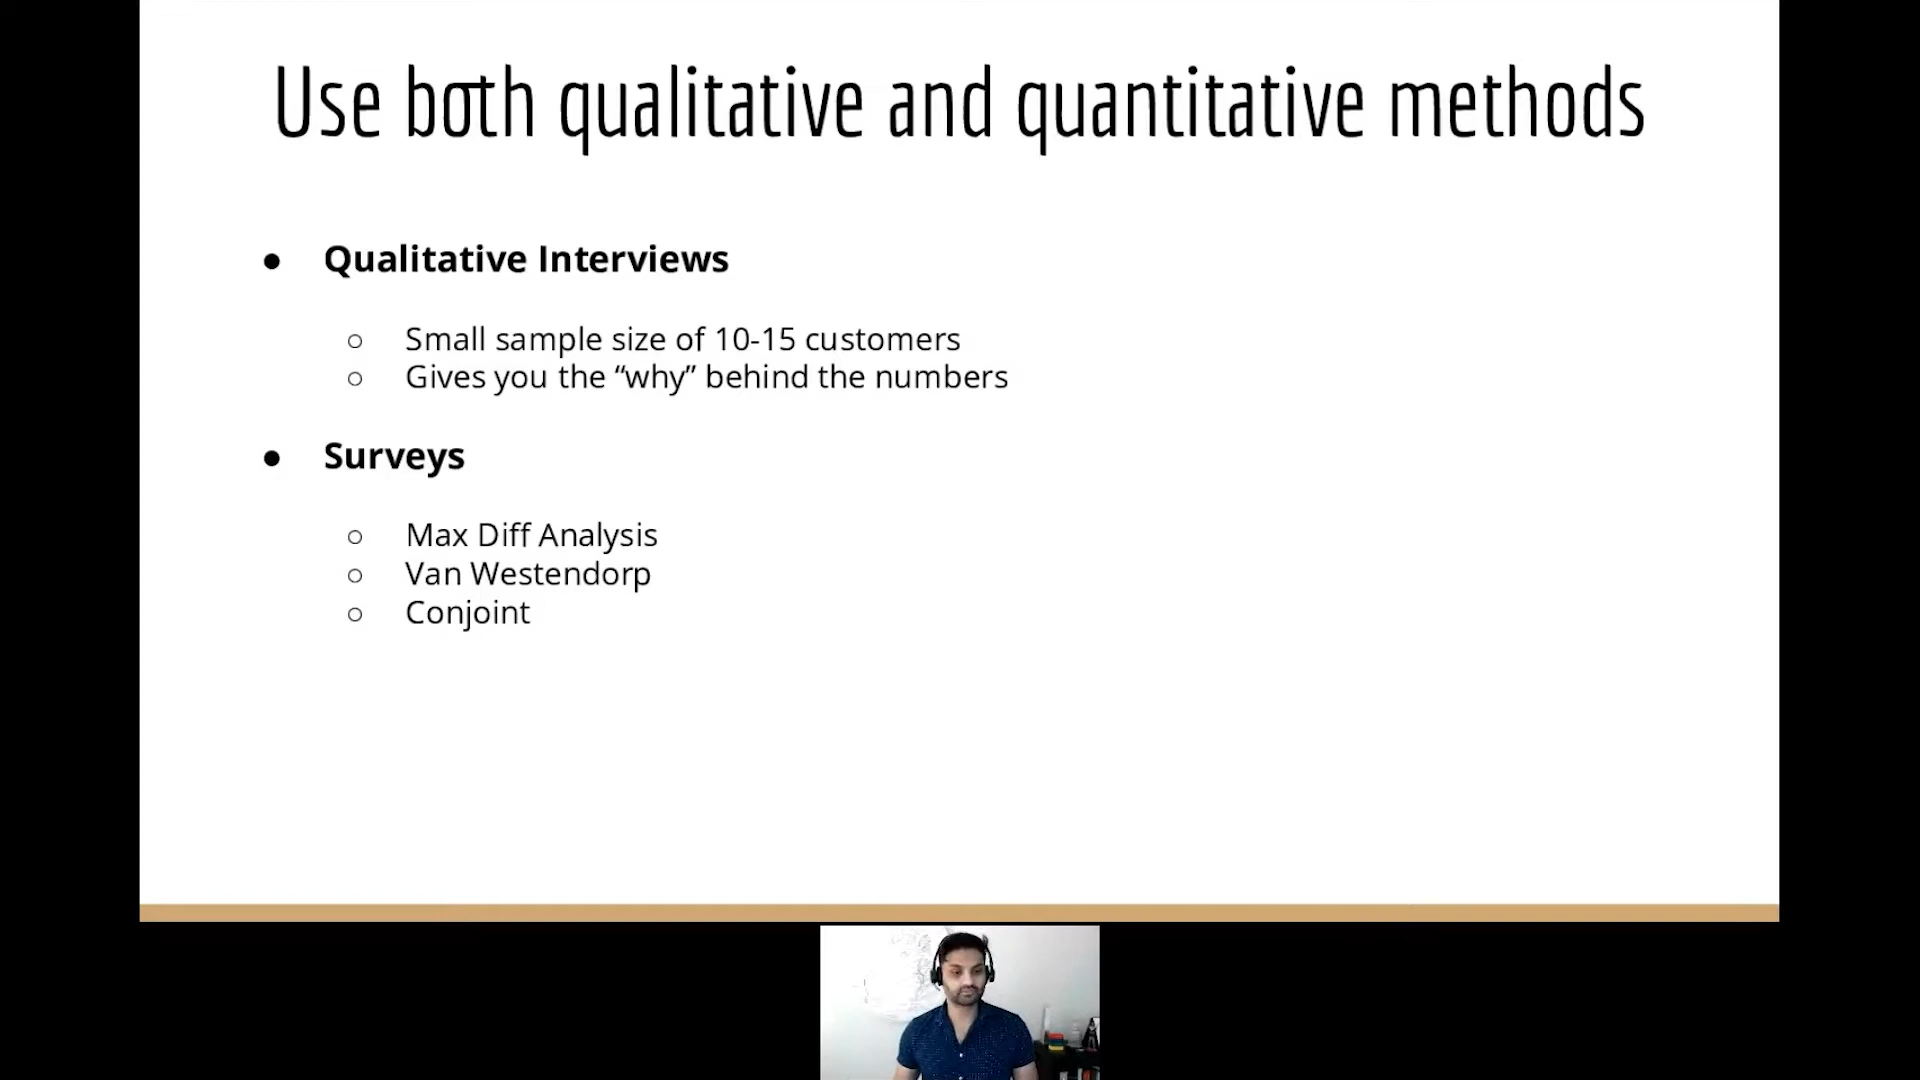 Use both qualitative and quantitative methods
● Qualitative Interviews
○ Small sample size of 10-15 customers
○ Gives you the “why” behind the numbers
● Surveys
○ Max Diff Analysis
○ Van Westendorp
○ Conjoint